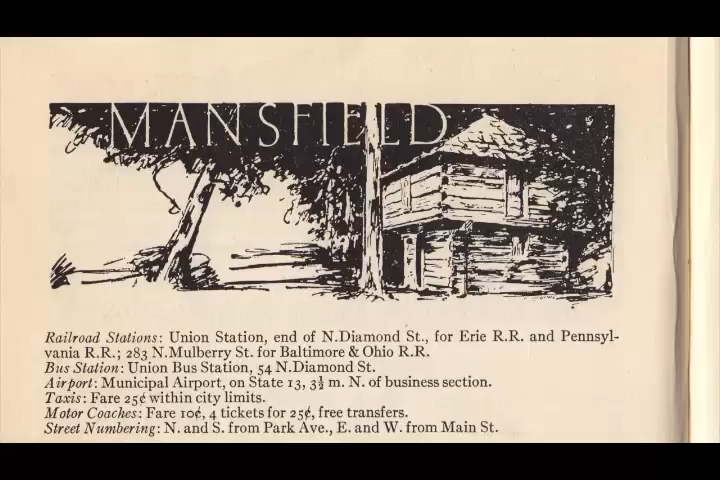 MANSFIELD
Railroad Stations: Union Station, end of N.Diamond St., for Erie R.R. and Pennsyl-
vania R.R.; 283 N.Mulberry St. for Baltimore & Ohio R.R.
Bus Station: Union Bus Station, 54 N.Diamond St.
Airport: Municipal Airport, on State 13, 3½ m. N. of business section.
Taxis: Fare 25¢ within city limits.
Motor Coaches: Fare 10¢, 4 tickets for 25¢, free transfers.
Street Numbering: N. and S. from Park Ave., E. and W. from Main St.